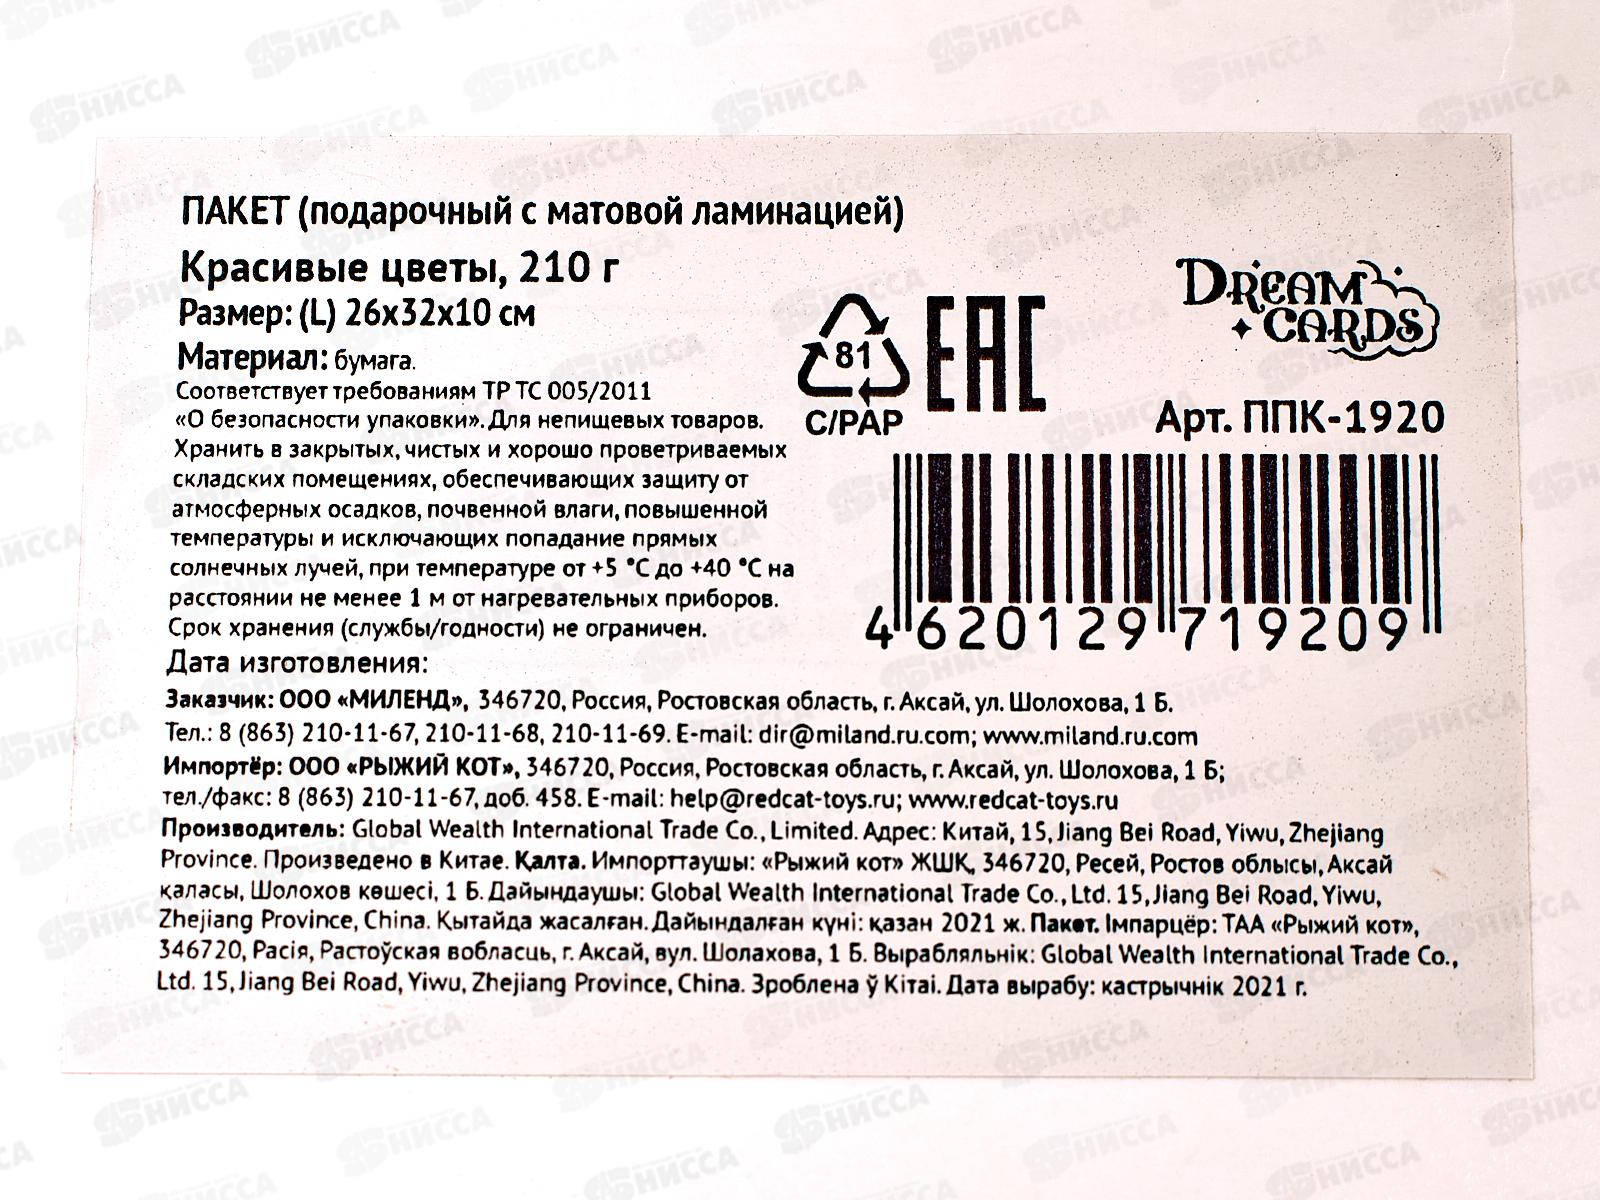 ПАКЕТ (подарочный с матовой ламинацией)
Красивые цветы, 210 г
Размер: (L) 26x32x10 см
Материал: бумага.
Соответствует требованиям ТР ТС 005/2011
«О безопасности упаковки». Для непищевых товаров.
Хранить в закрытых, чистых и хорошо проветриваемых
складских помещениях, обеспечивающих защиту от
атмосферных осадков, почвенной влаги, повышенной
температуры и исключающих попадание прямых
солнечных лучей, при температуре от +5 °С до +40 °С на
расстоянии не менее 1 м от нагревательных приборов.
Срок хранения (службы/годности) не ограничен.
Дата изготовления:
81
C/PAP
EAC
DREAM
CARDS
Арт. ППК-1920
4 620129 719209
Заказчик: ООО «МИЛЕНД», 346720, Россия, Ростовская область, г. Аксай, ул. Шолохова, 1 Б.
Тел.: 8 (863) 210-11-67, 210-11-68, 210-11-69. E-mail: dir@miland.ru.com; www.miland.ru.com
Импортёр: ООО «РЫЖИЙ КОТ», 346720, Россия, Ростовская область, г. Аксай, ул. Шолохова, 1 Б;
тел./факс: 8 (863) 210-11-67, доб. 458. E-mail: help@redcat-toys.ru; www.redcat-toys.ru
Производитель: Global Wealth International Trade Co., Limited. Адрес: Китай, 15, Jiang Bei Road, Yiwu, Zhejiang
Province. Произведено в Китае. Қалта. Импорттаушы: «Рыжий кот» ЖШҚ, 346720, Ресей, Ростов облысы, Аксай
қаласы, Шолохов көшесі, 1 Б. Дайындаушы: Global Wealth International Trade Co., Ltd. 15, Jiang Bei Road, Yiwu,
Zhejiang Province, China. Қытайда жасалған. Дайындалған күні: қазан 2021 ж. Пакет. Імпарцёр: ТАА «Рыжий кот»,
346720, Расія, Растоўская вобласць, г. Аксай, вул. Шолахова, 1 Б. Вырабляльнік: Global Wealth International Trade Co.,
Ltd. 15, Jiang Bei Road, Yiwu, Zhejiang Province, China. Зроблена ў Кітаі. Дата вырабу: кастрычнік 2021 г.
НИССА